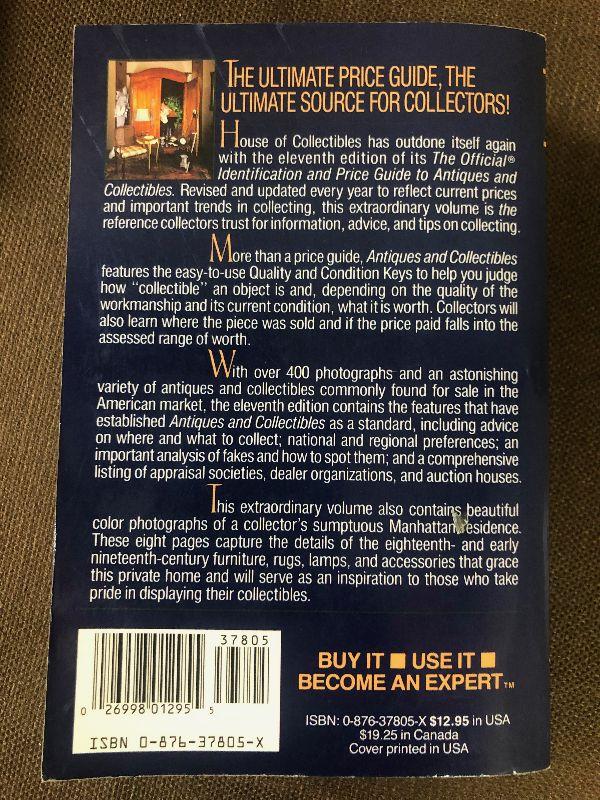 THE ULTIMATE PRICE GUIDE, THE
ULTIMATE SOURCE FOR COLLECTORS!
House of Collectibles has outdone itself again
with the eleventh edition of its The Official®
Identification and Price Guide to Antiques and
Collectibles. Revised and updated every year to reflect current prices
and important trends in collecting, this extraordinary volume is the
reference collectors trust for information, advice, and tips on collecting.
More than a price guide, Antiques and Collectibles
features the easy-to-use Quality and Condition Keys to help you judge
how "collectible" an object is and, depending on the quality of the
workmanship and its current condition, what it is worth. Collectors will
also learn where the piece was sold and if the price paid falls into the
assessed range of worth.
With over 400 photographs and an astonishing
variety of antiques and collectibles commonly found for sale in the
American market, the eleventh edition contains the features that have
established Antiques and Collectibles as a standard, including advice
on where and what to collect; national and regional preferences; an
important analysis of fakes and how to spot them; and a comprehensive
listing of appraisal societies, dealer organizations, and auction houses.
This extraordinary volume also contains beautiful
color photographs of a collector's sumptuous Manhattan residence.
These eight pages capture the details of the eighteenth- and early
nineteenth-century furniture, rugs, lamps, and accessories that grace
this private home and will serve as an inspiration to those who take
pride in displaying their collectibles.
37805
0 26998 01295 5
ISBN 0-876-37805-X
BUY IT ■ USE IT ■
BECOME AN EXPERT™
ISBN: 0-876-37805-X $12.95 in USA
$19.25 in Canada
Cover printed in USA